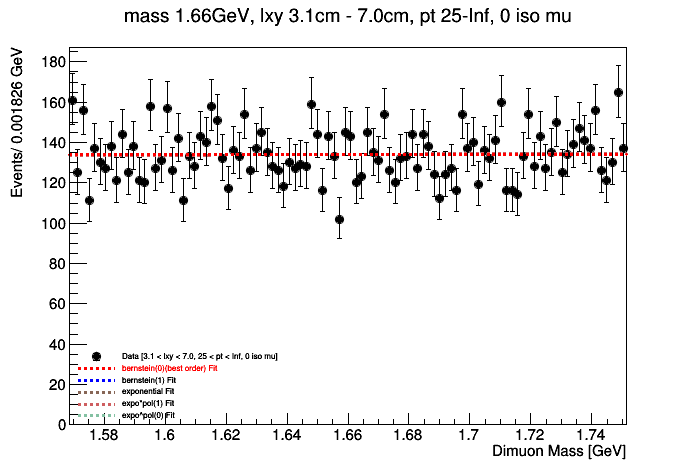 mass 1.66GeV, lxy 3.1cm - 7.0cm, pt 25-Inf, 0 iso mu
Events/ 0.001826 GeV
180
160
140
120
100
80
60
40
20
0
Data [3.1 < lxy < 7.0, 25 < pt < Inf, 0 iso mu]
bernstein(0)(best order) Fit
bernstein(1) Fit
exponential Fit
expo*pol(1) Fit
expo*pol(0)Fit
1.58 1.6 1.62 1.64 1.66 1.68 1.7 1.72 1.74
Dimuon Mass [GeV]